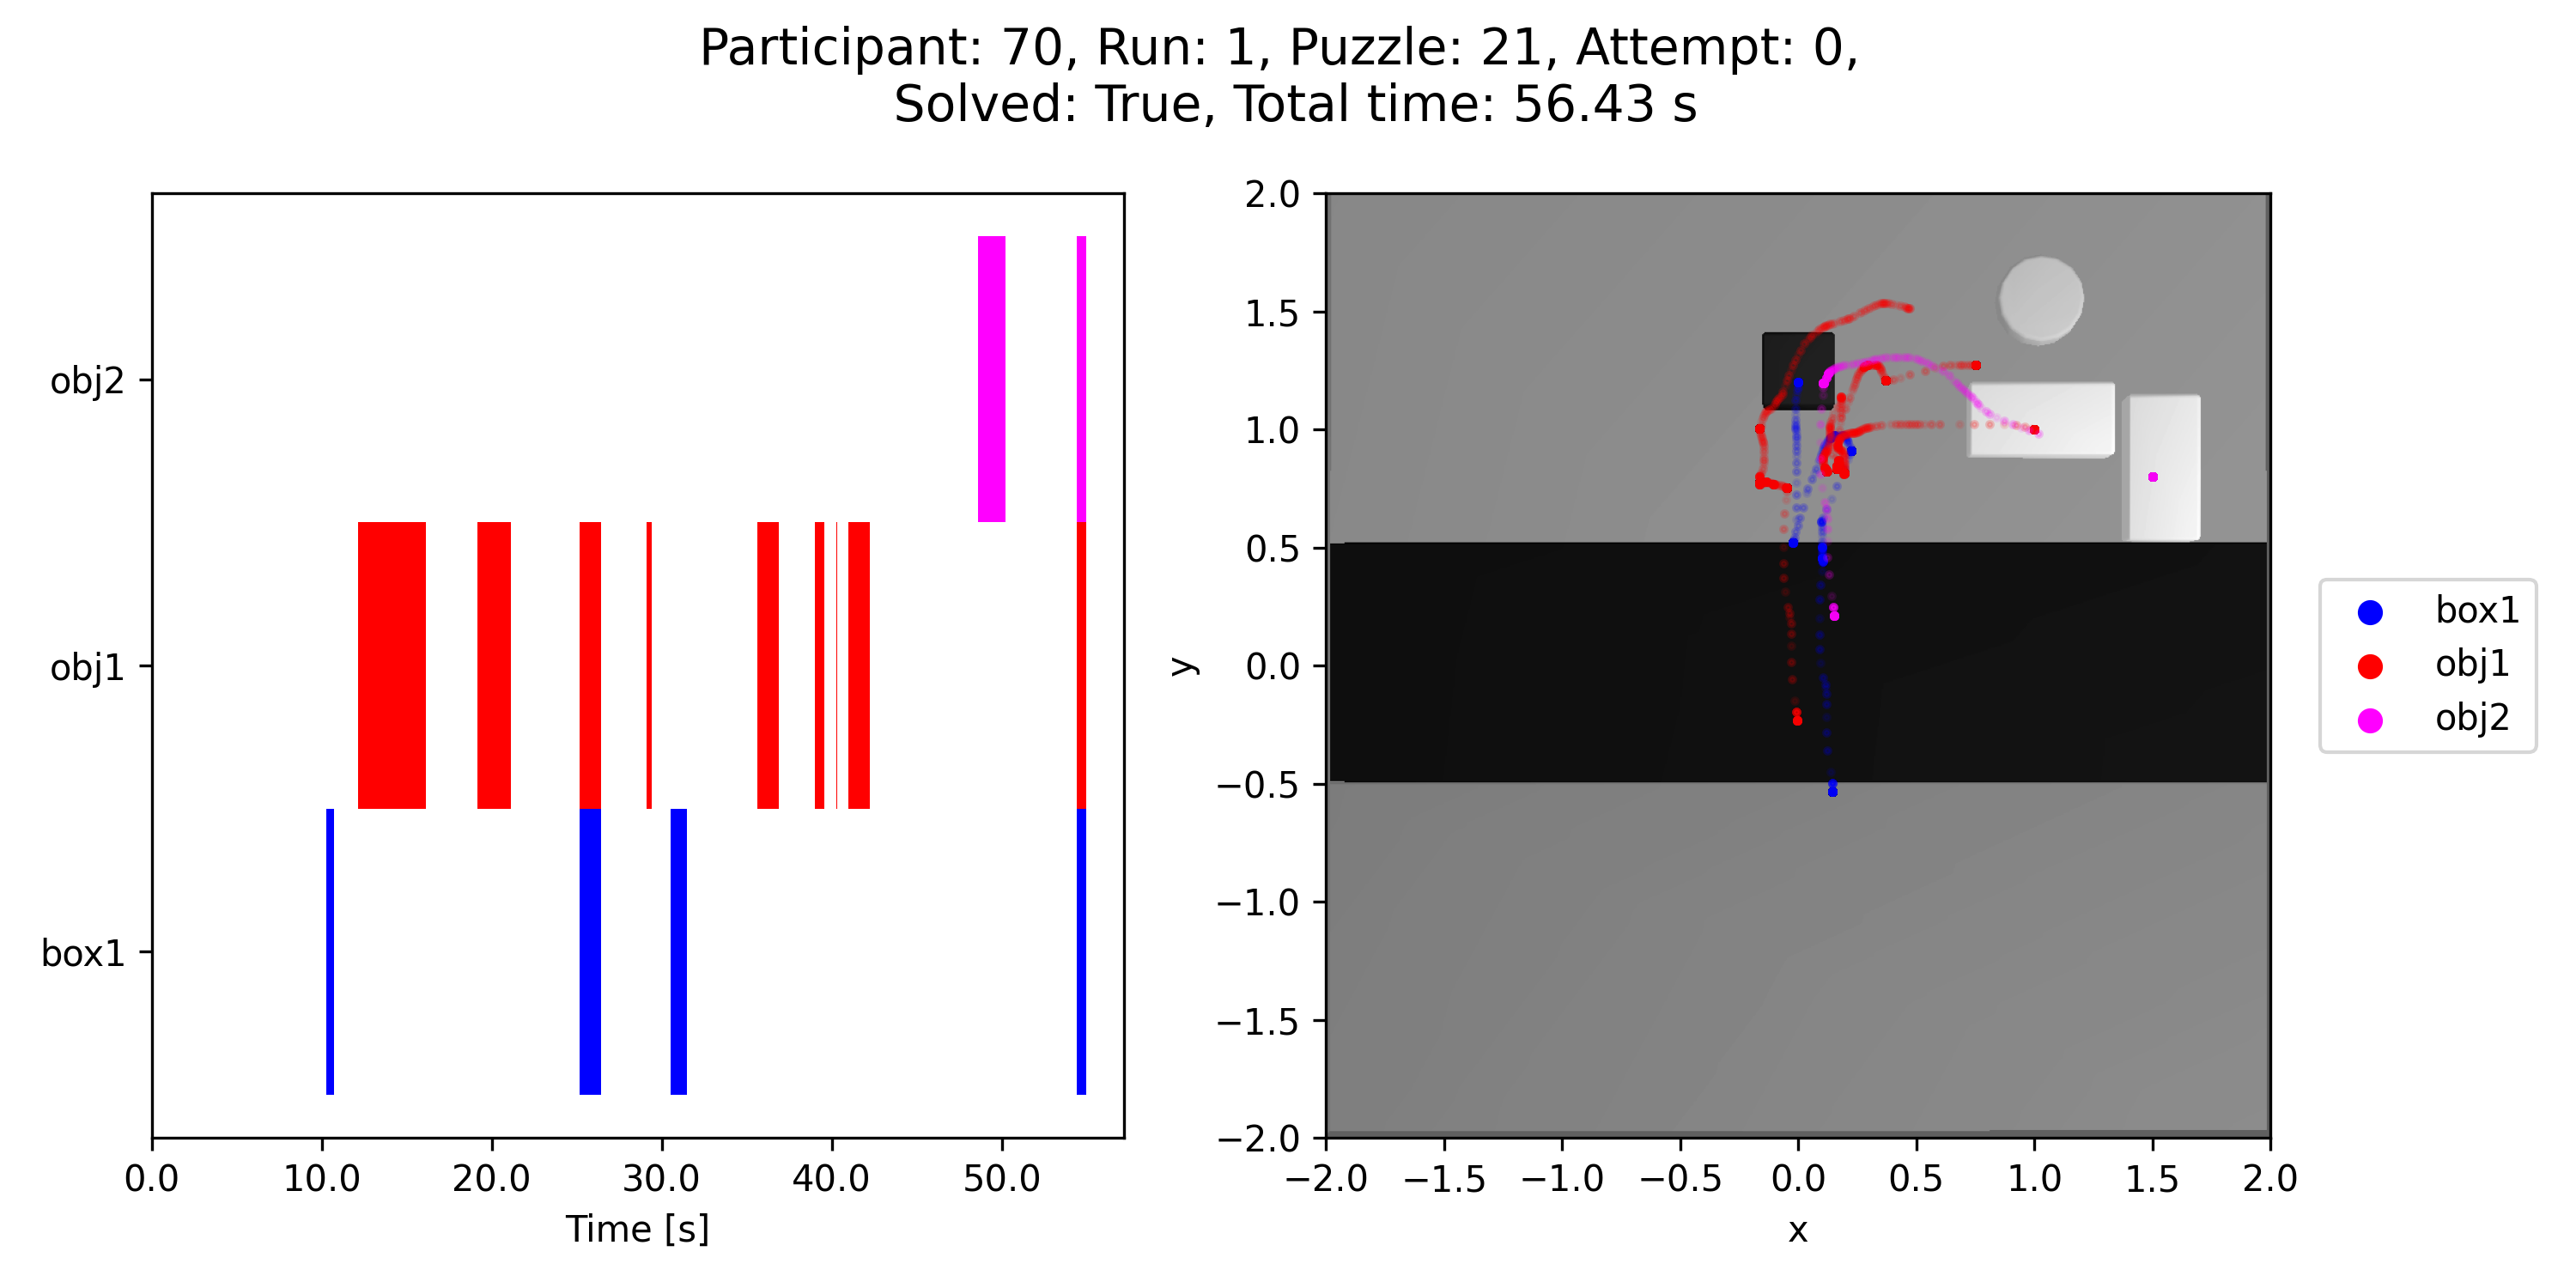 Participant: 70, Run: 1, Puzzle: 21, Attempt: 0,
Solved: True, Total time: 56.43 s
obj2
obj1
box1
0.0 10.0 20.0 30.0 40.0 50.0
Time [s]
2.0
1.5
1.0
0.5
0.0
−0.5
−1.0
−1.5
−2.0
y
−2.0 −1.5 −1.0 −0.5 0.0 0.5 1.0 1.5 2.0
x
box1
obj1
obj2